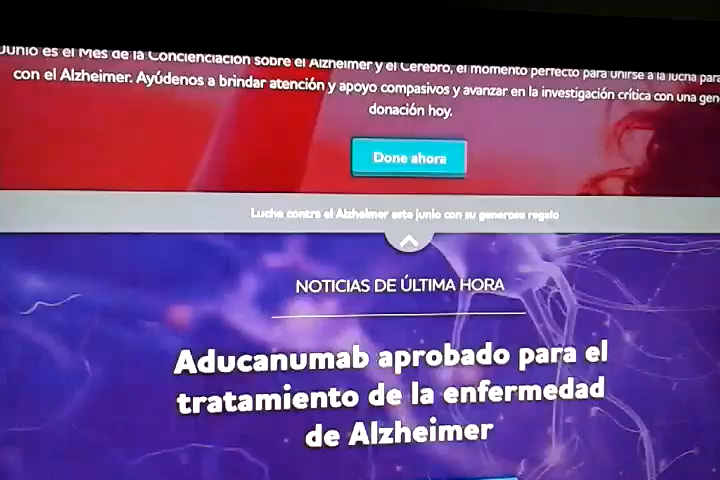 Junio es el Mes de la Concienciación sobre el Alzheimer y el Cerebro, el momento perfecto para unirse a la lucha para
con el Alzheimer. Ayúdenos a brindar atención y apoyo compasivos y avanzar en la investigación crítica con una gen
donación hoy.
Done ahora
Luche contra el Alzheimer este junio con su generoso regalo
NOTICIAS DE ÚLTIMA HORA
Aducanumab aprobado para el
tratamiento de la enfermedad
de Alzheimer